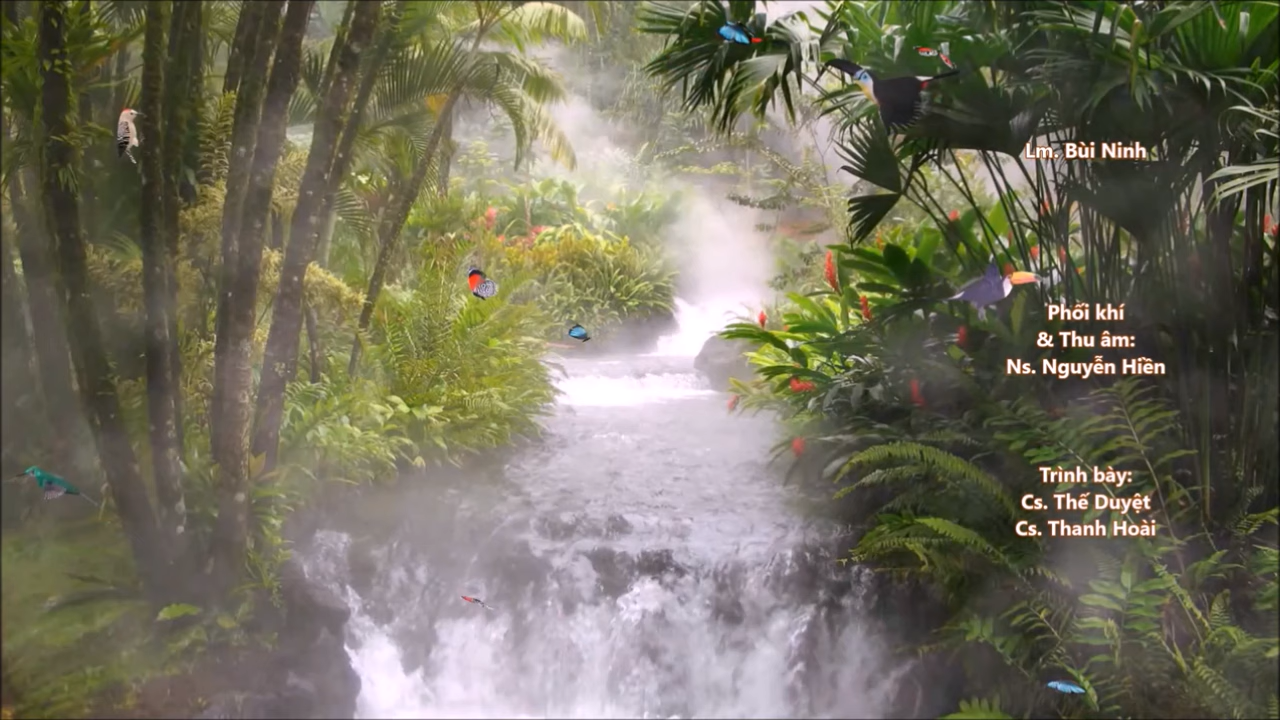 Lm. Bùi Ninh
Phối khí
& Thu âm:
Ns. Nguyễn Hiền
Trình bày:
Cs. Thế Duyệt
Cs. Thanh Hoài